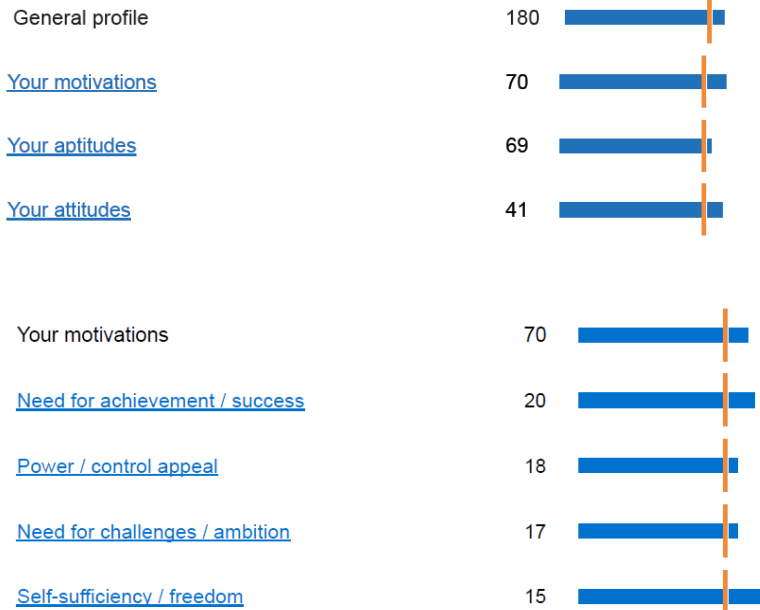 General profile 180
Your motivations 70
Your aptitudes 69
Your attitudes 41
Your motivations 70
Need for achievement / success 20
Power / control appeal 18
Need for challenges / ambition 17
Self-sufficiency / freedom 15